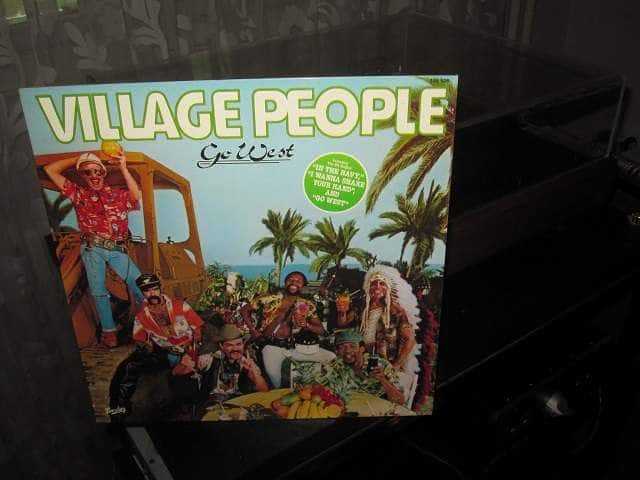 VILLAGE PEOPLE
Go West
"IN THE NAVY,"
"I WANNA SHAKE
YOUR HAND",
AND
"GO WEST"